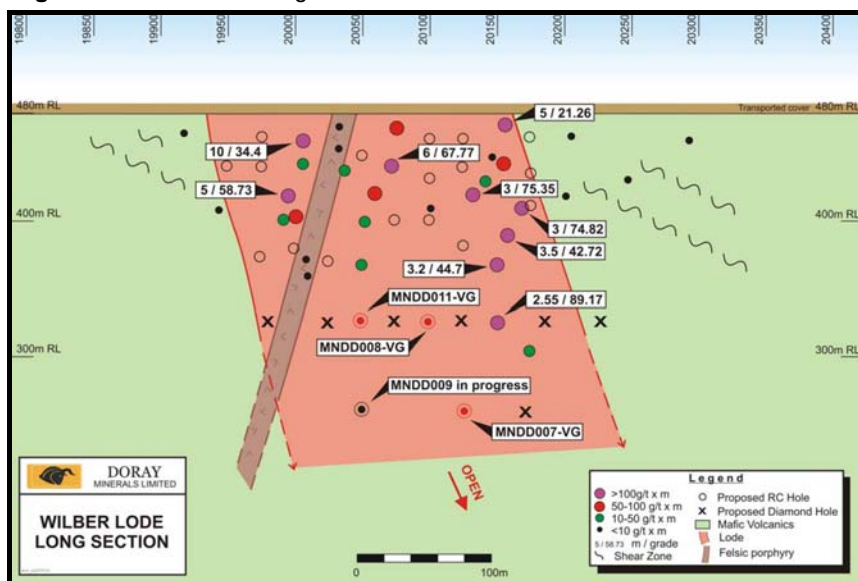 19800 19850 19900 19950 20000 20050 20100 20150 20200 20250 20300 20350 20400
480m RL
Transported cover
480m RL
5 / 21.26
10 / 34.4
6 / 67.77
5 / 58.73
3 / 75.35
400m RL
3 / 74.82
400m RL
3.5 / 42.72
3.2 / 44.7
MNDD011-VG
2.55 / 89.17
MNDD008-VG
300m RL
300m RL
MNDD009 in progress
MNDD007-VG
OPEN
DORAY
MINERALS LIMITED
WILBER LODE
LONG SECTION
0 100m
Legend
>100g/t x m
50-100 g/t x m
10-50 g/t x m
<10 g/t x m
5 / 58.73 m / grade
Shear Zone
Proposed RC Hole
Proposed Diamond Hole
Mafic Volcanics
Lode
Felsic porphyry